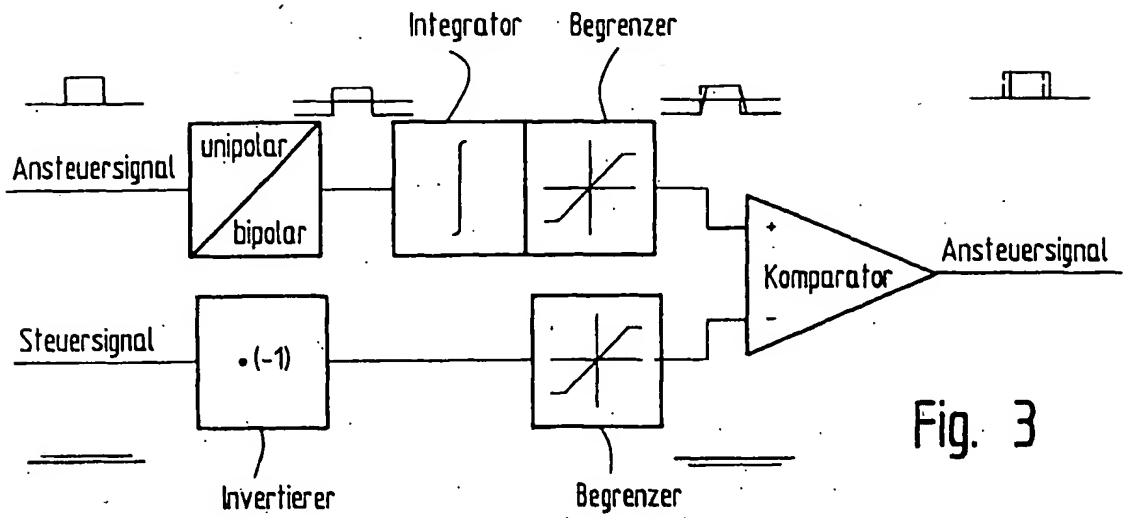 Integrator
Begrenzer
Ansteuersignal
unipolar
bipolar
+
Komparator
-
Ansteuersignal
Steuersignal
•(-1)
Invertierer
Begrenzer
Fig. 3